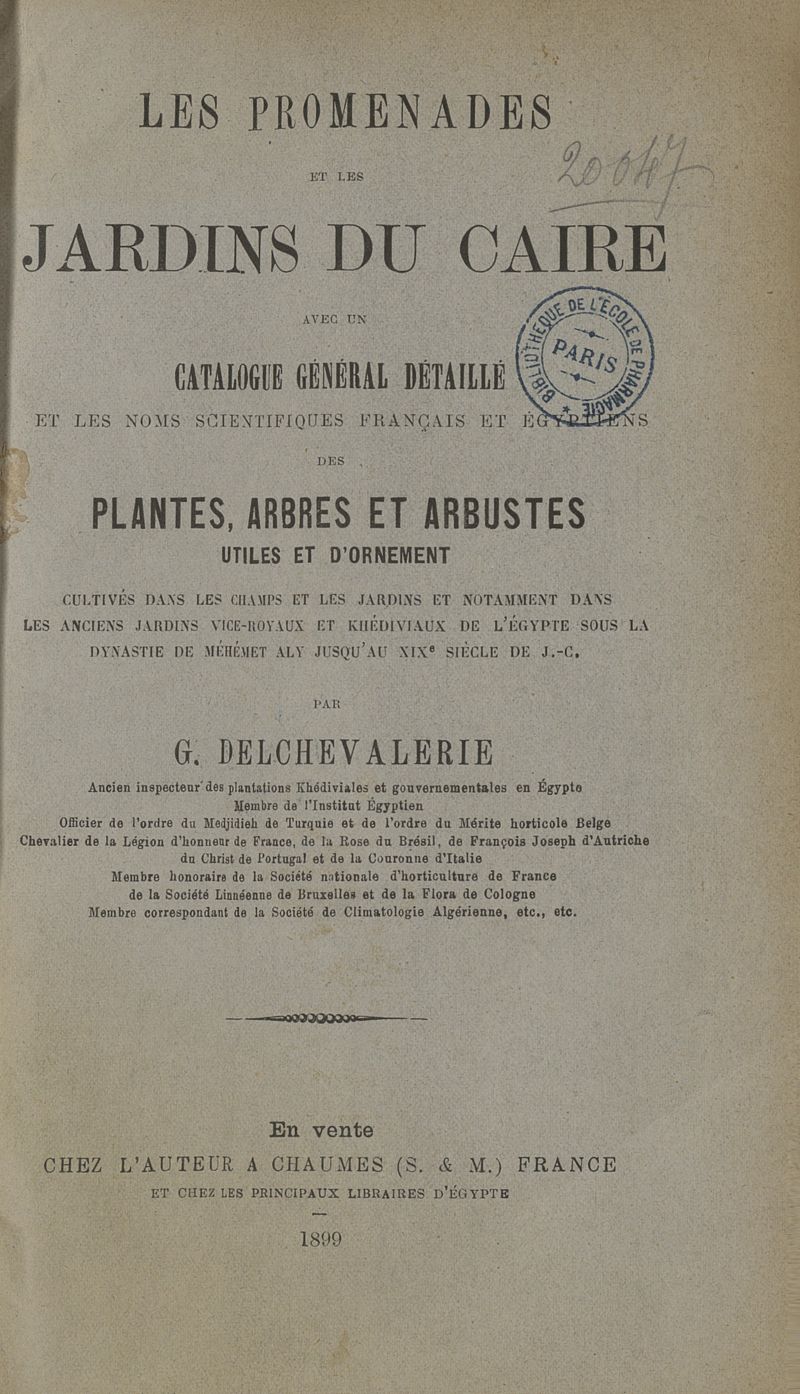 LES PROMENADES
20047
ET LES
JARDINS DU CAIRE
AVEC UN
BIBLIOTHÈQUE DE L'ÉCOLE DE PHARMACIE
PARIS
CATALOGUE GÉNÉRAL DÉTAILLÉ
ET LES NOMS SCIENTIFIQUES FRANÇAIS ET ÉGYPTIENS
DES
PLANTES, ARBRES ET ARBUSTES
UTILES ET D'ORNEMENT
CULTIVÉS DANS LES CHAMPS ET LES JARDINS ET NOTAMMENT DANS
LES ANCIENS JARDINS VICE-ROYAUX ET KHÉDIVIAUX DE L'ÉGYPTE SOUS LA
DYNASTIE DE MÉHÉMET ALY JUSQU'AU XIXe SIÈCLE DE J.-C.
PAR
G. DELCHEVALERIE
Ancien inspecteur des plantations Khédiviales et gouvernementales en Égypte
Membre de l'Institut Égyptien
Officier de l'ordre du Medjidieh de Turquie et de l'ordre du Mérite horticole Belge
Chevalier de la Légion d'honneur de France, de la Rose du Brésil, de François Joseph d'Autriche
du Christ de Portugal et de la Couronne d'Italie
Membre honoraire de la Société nationale d'horticulture de France
de la Société Linnéenne de Bruxelles et de la Flora de Cologne
Membre correspondant de la Société de Climatologie Algérienne, etc., etc.
En vente
CHEZ L'AUTEUR A CHAUMES (S. & M.) FRANCE
ET CHEZ LES PRINCIPAUX LIBRAIRES D'ÉGYPTE
1899